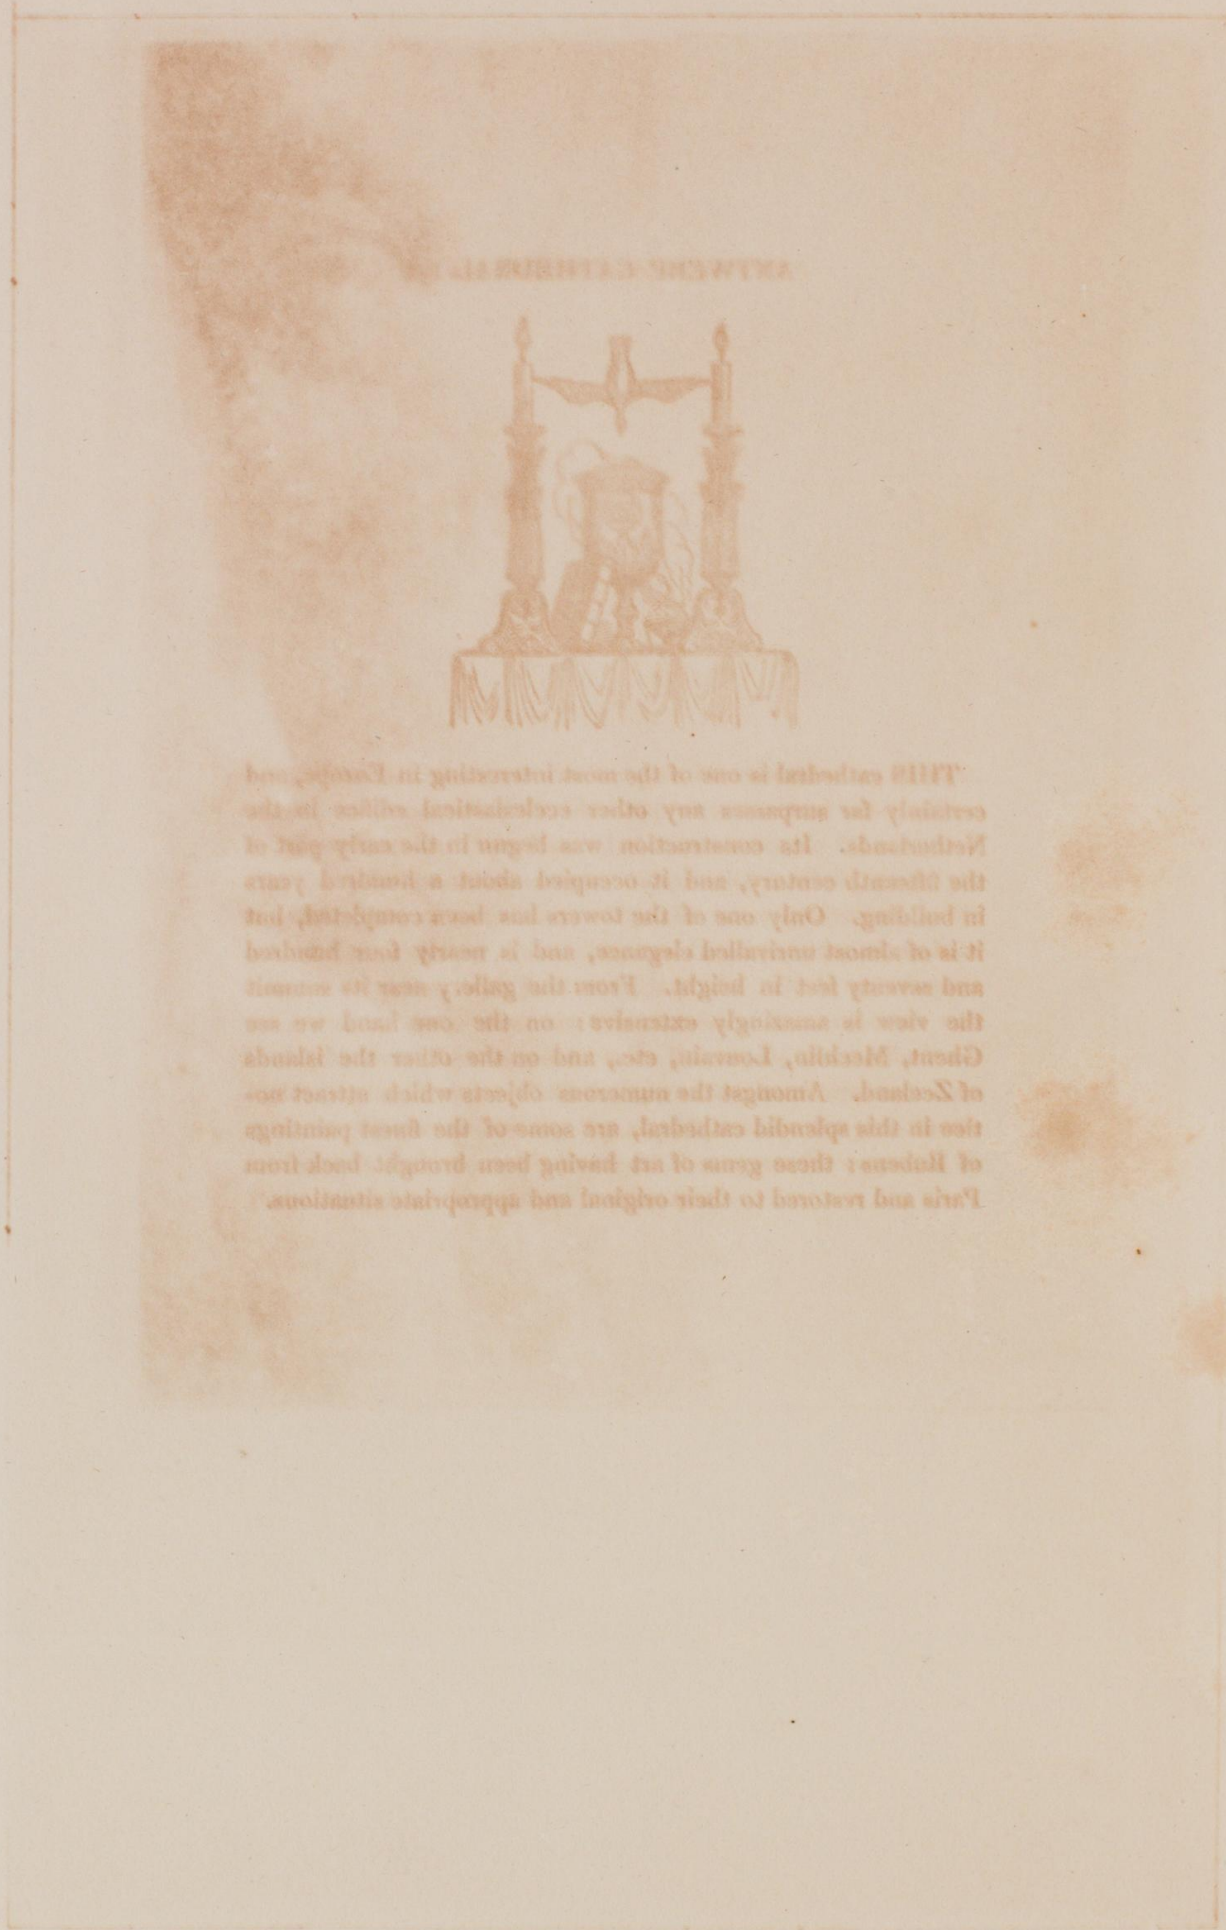 ANTWERP CATHEDRAL.
THIS cathedral is one of the most interesting in Europe, and
certainly far surpasses any other ecclesiastical edifice in the
Netherlands. Its construction was begun in the early part of
the fifteenth century, and it occupied about a hundred years
in building. Only one of the towers has been completed, but
it is of almost unrivalled elegance, and is nearly four hundred
and seventy feet in height. From the gallery near its summit
the view is amazingly extensive: on the one hand we see
Ghent, Mechlin, Louvain, etc., and on the other the islands
of Zeeland. Amongst the numerous objects which attract no-
tice in this splendid cathedral, are some of the finest paintings
of Rubens: these gems of art having been brought back from
Paris and restored to their original and appropriate situations.